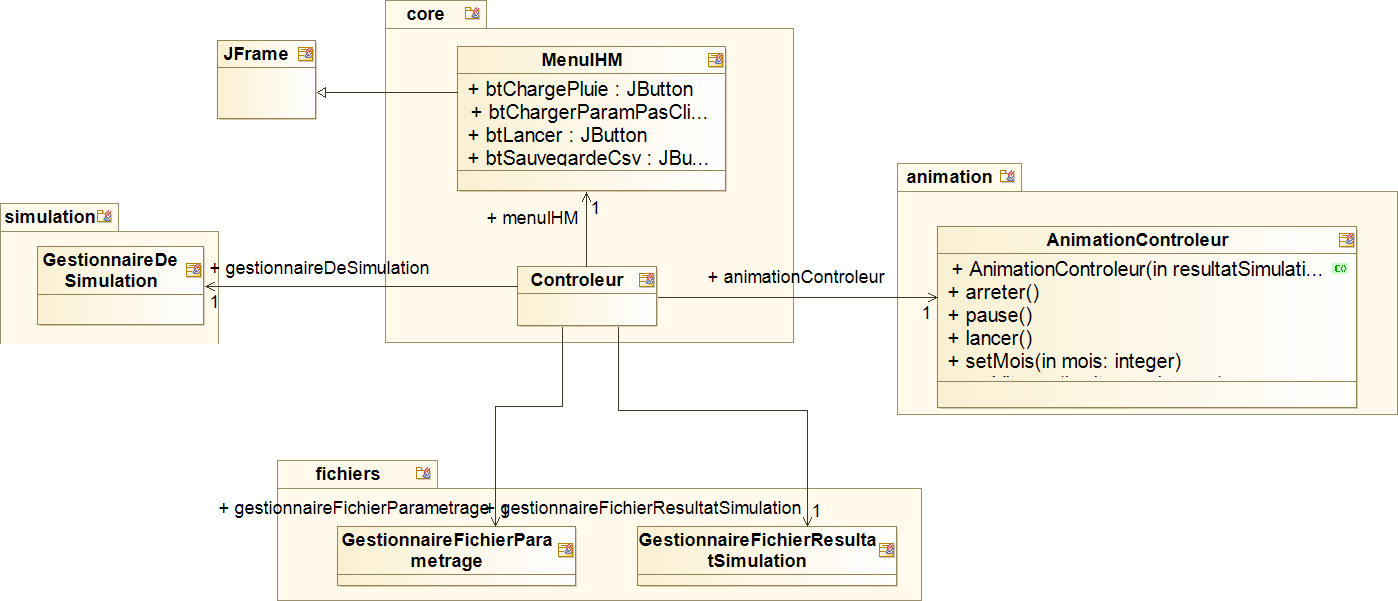 core
JFrame
MenuIHM
+ btChargePluie : JButton
+ btChargerParamPasCli...
+ btLancer : JButton
+ btSauvegardeCsv : JBu...
animation
simulation
+ menuIHM
1
AnimationControleur
GestionnaireDe
Simulation
+ gestionnaireDeSimulation
1
Controleur
+ animationControleur
1
+ AnimationControleur(in resultatSimulati...
+ arreter()
+ pause()
+ lancer()
+ setMois(in mois: integer)
fichiers
+ gestionnaireFichierParametrage
1
+ gestionnaireFichierResultatSimulation
1
GestionnaireFichierPara
metrage
GestionnaireFichierResulta
tSimulation